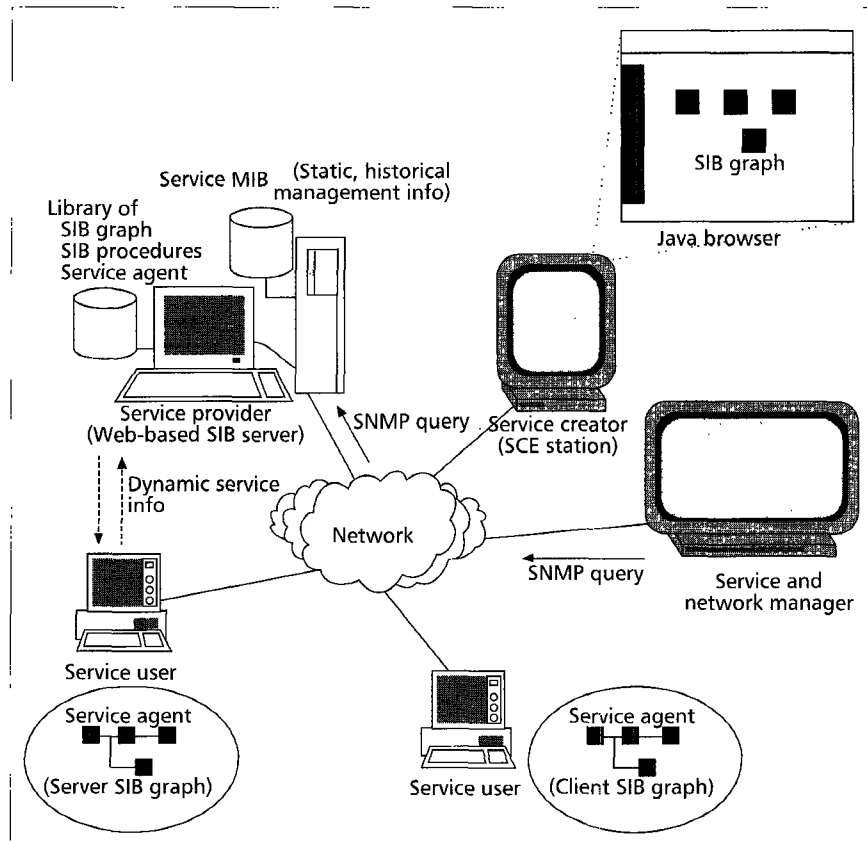 SIB graph
Java browser
Service MIB
(Static, historical
management info)
Library of
SIB graph
SIB procedures
Service agent
Service provider
(Web-based SIB server)
SNMP query
Service creator
(SCE station)
Dynamic service
info
Network
SNMP query
Service and
network manager
Service user
Service agent
(Server SIB graph)
Service user
Service agent
(Client SIB graph)